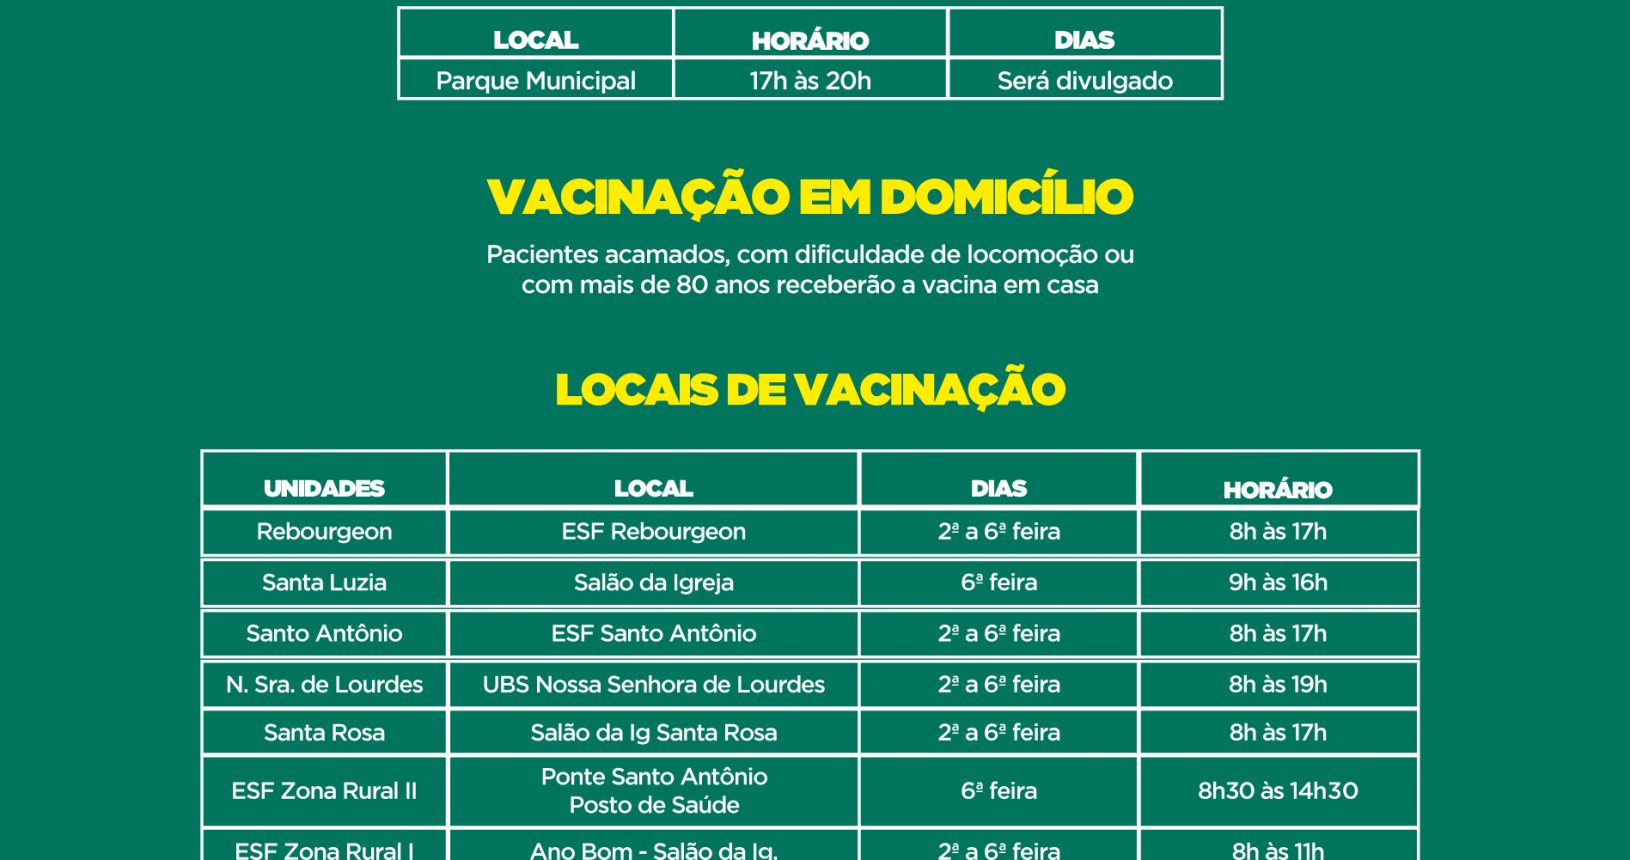 LOCAL HORÁRIO DIAS
Parque Municipal 17h às 20h Será divulgado
VACINAÇÃO EM DOMICÍLIO
Pacientes acamados, com dificuldade de locomoção ou
com mais de 80 anos receberão a vacina em casa
LOCAIS DE VACINAÇÃO
UNIDADES LOCAL DIAS HORÁRIO
Rebourgeon ESF Rebourgeon 2ª a 6ª feira 8h às 17h
Santa Luzia Salão da Igreja 6ª feira 9h às 16h
Santo Antônio ESF Santo Antônio 2ª a 6ª feira 8h às 17h
N. Sra. de Lourdes UBS Nossa Senhora de Lourdes 2ª a 6ª feira 8h às 19h
Santa Rosa Salão da Ig Santa Rosa 2ª a 6ª feira 8h às 17h
ESF Zona Rural II Ponte Santo Antônio
Posto de Saúde 6ª feira 8h30 às 14h30
ESF Zona Rural I Ano Bom - Salão da Ig. 2ª a 6ª feira 8h às 11h